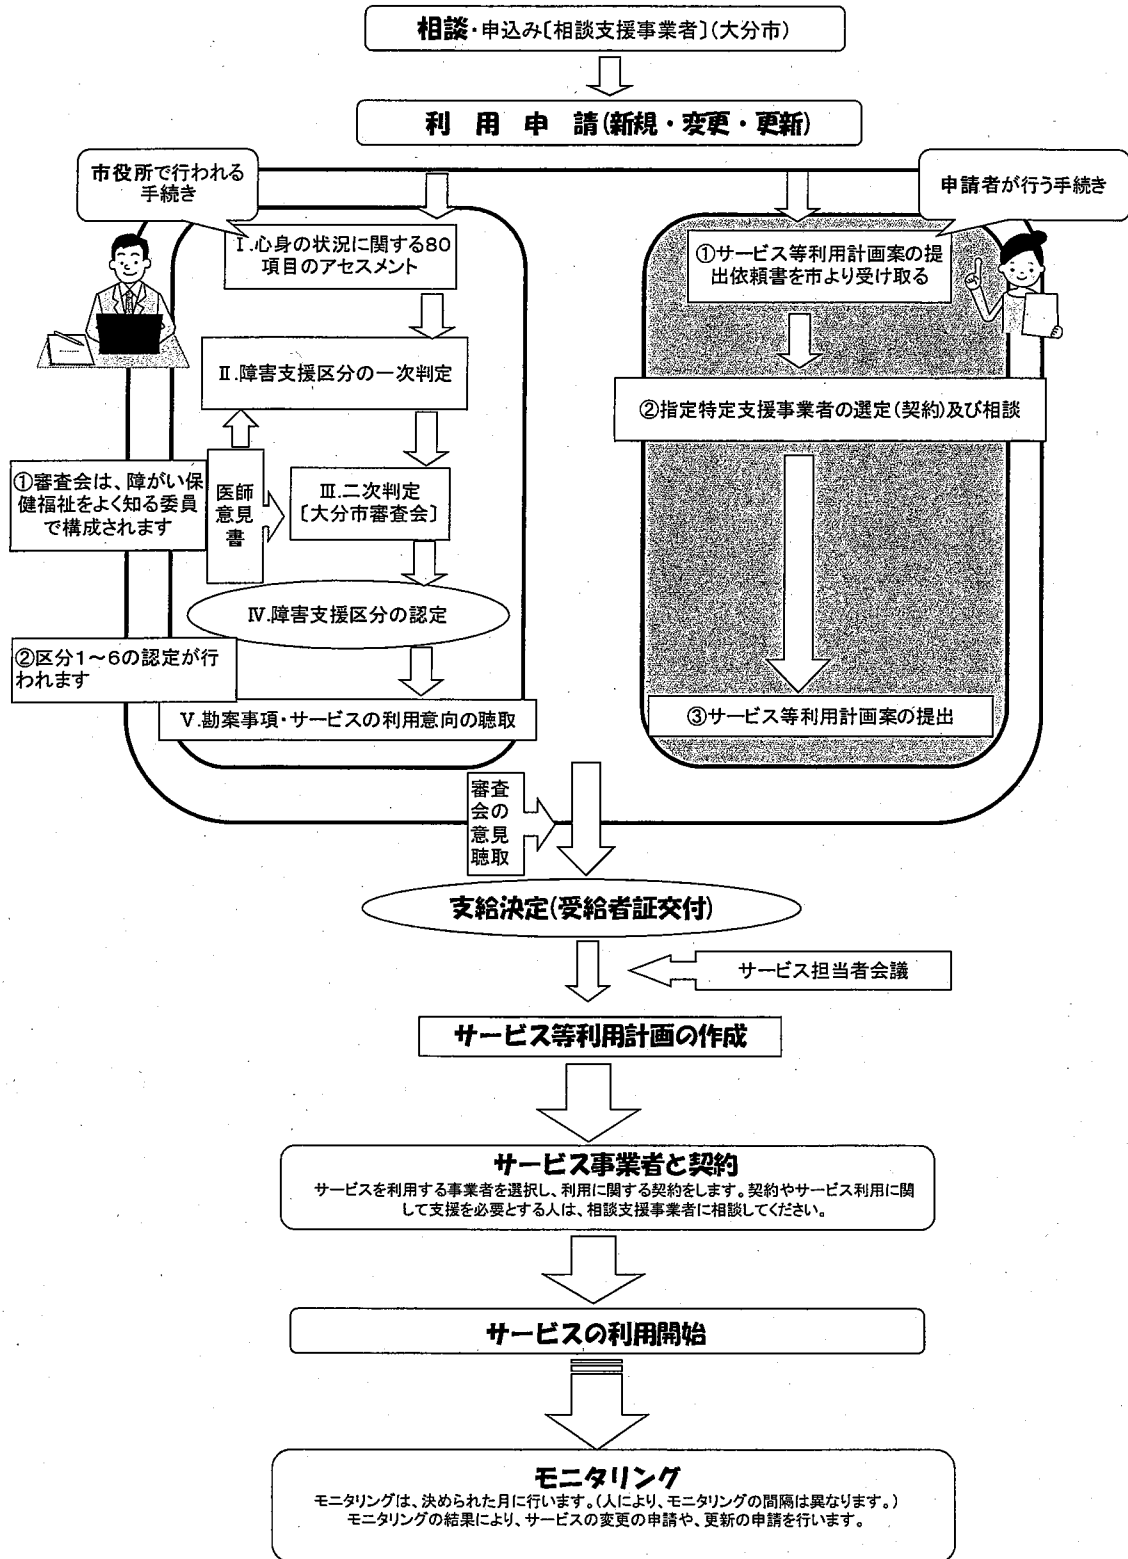 相談・申込み〔相談支援事業者〕(大分市)
利用申請(新規・変更・更新)
市役所で行われる
手続き
Ⅰ.心身の状況に関する80
項目のアセスメント
Ⅱ.障害支援区分の一次判定
①審査会は、障がい保
健福祉をよく知る委員
で構成されます
医師
意見
書
Ⅲ.二次判定
〔大分市審査会〕
Ⅳ.障害支援区分の認定
②区分1~6の認定が行
われます
Ⅴ.勘案事項・サービスの利用意向の聴取
申請者が行う手続き
①サービス等利用計画案の提
出依頼書を市より受け取る
②指定特定支援事業者の選定(契約)及び相談
③サービス等利用計画案の提出
審査
会の
意見
聴取
支給決定(受給者証交付)
サービス担当者会議
サービス等利用計画の作成
サービス事業者と契約
サービスを利用する事業者を選択し、利用に関する契約をします。契約やサービス利用に関
して支援を必要とする人は、相談支援事業者に相談してください。
サービスの利用開始
モニタリング
モニタリングは、決められた月に行います。(人により、モニタリングの間隔は異なります。)
モニタリングの結果により、サービスの変更の申請や、更新の申請を行います。